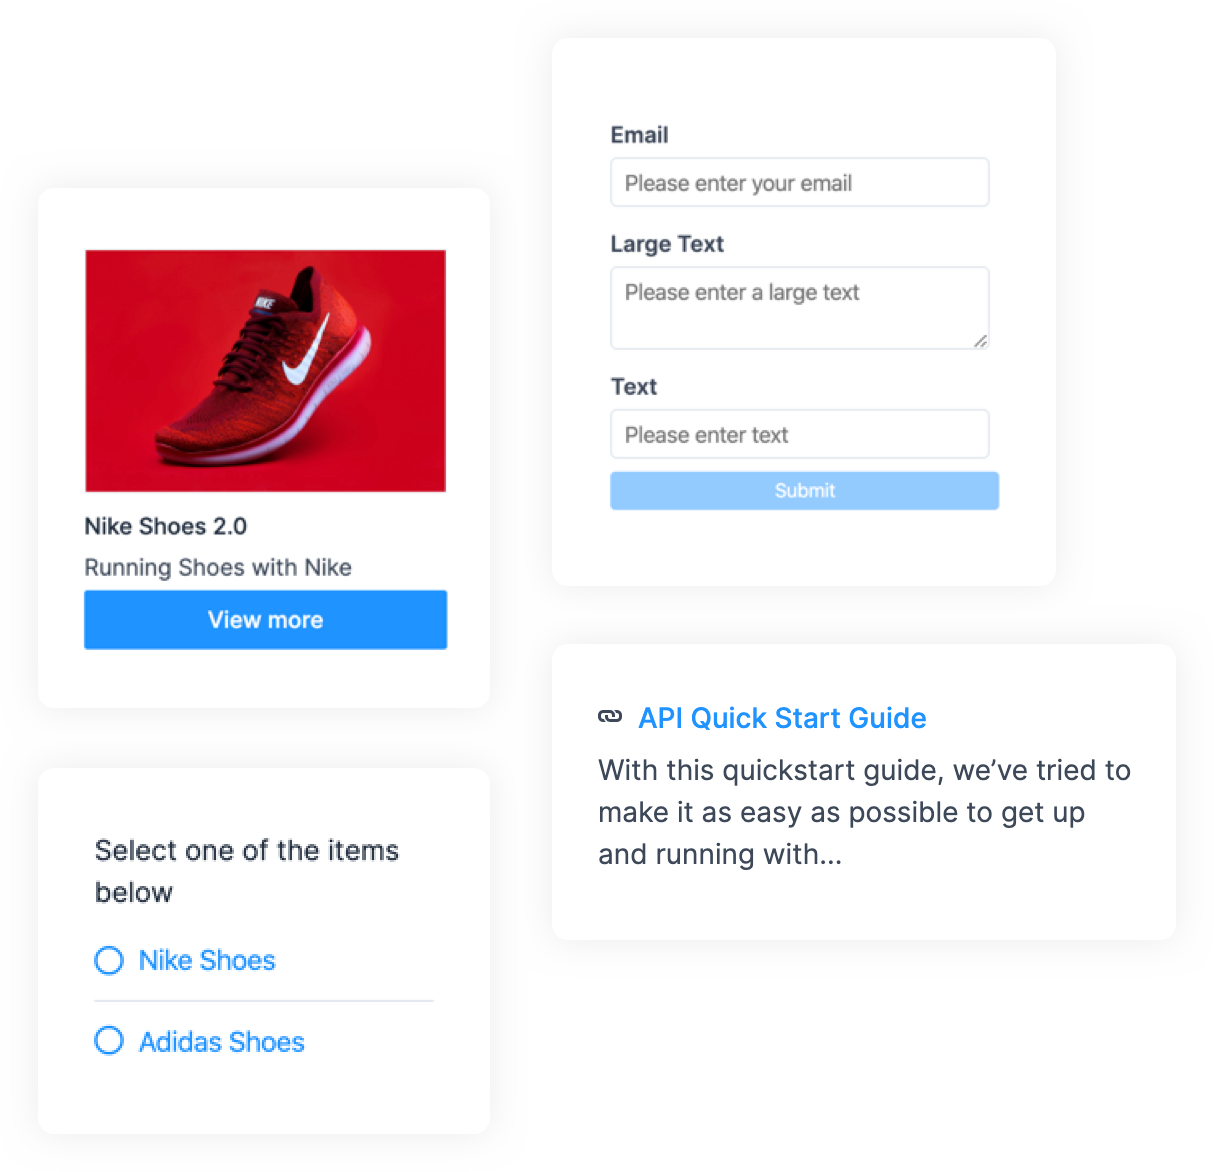 Email
Please enter your email
Large Text
Please enter a large text
Text
Please enter text
Submit
NIKE
Nike Shoes 2.0
Running Shoes with Nike
View more
API Quick Start Guide
With this quickstart guide, we’ve tried to
make it as easy as possible to get up
and running with...
Select one of the items
below
Nike Shoes
Adidas Shoes